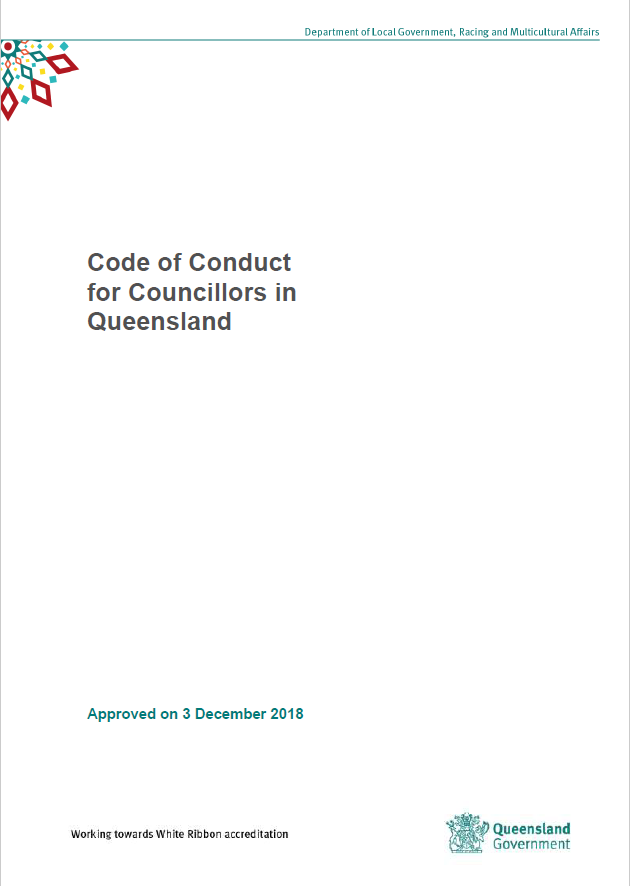 Department of Local Government, Racing and Multicultural Affairs
Code of Conduct
for Councillors in
Queensland
Approved on 3 December 2018
Working towards White Ribbon accreditation
Queensland
Government